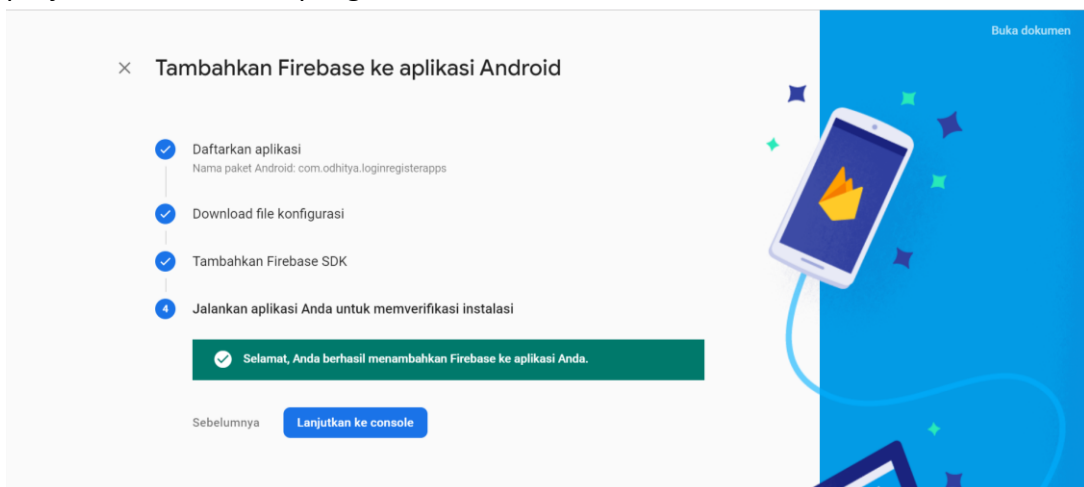 Buka dokumen
Tambahkan Firebase ke aplikasi Android
Daftarkan aplikasi
Nama paket Android: com.odhitya.loginregisterapps
Download file konfigurasi
Tambahkan Firebase SDK
4 Jalankan aplikasi Anda untuk memverifikasi instalasi
Selamat, Anda berhasil menambahkan Firebase ke aplikasi Anda.
Sebelumnya Lanjutkan ke console